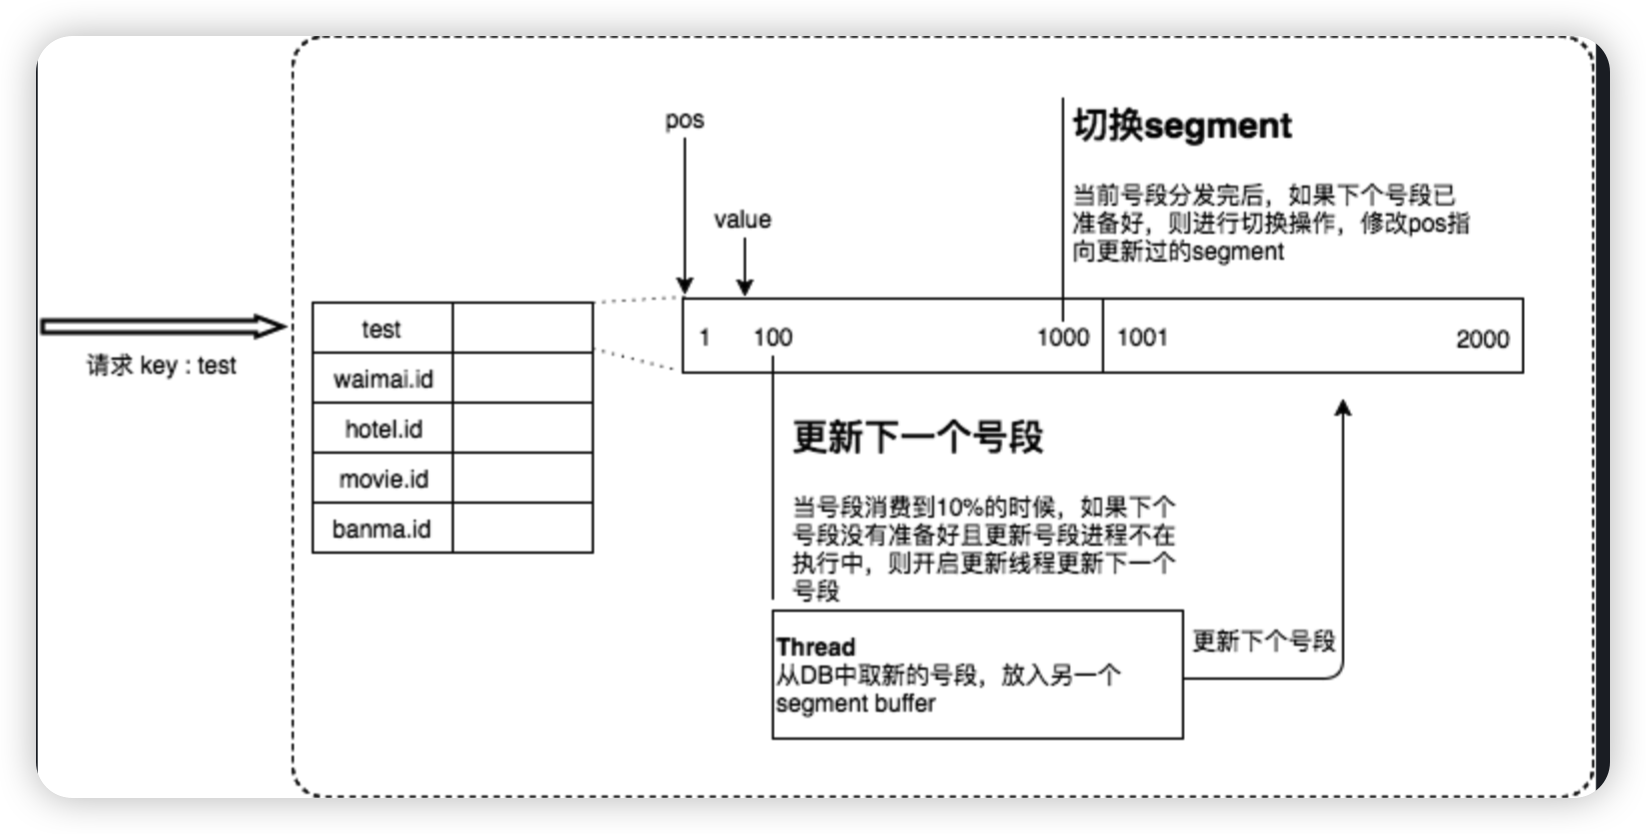 pos
value
切换segment
当前号段分发完后，如果下个号段已
准备好，则进行切换操作，修改pos指
向更新过的segment
请求 key : test
test
waimai.id
hotel.id
movie.id
banma.id
1 100 1000 1001 2000
更新下一个号段
当号段消费到10%的时候，如果下个
号段没有准备好且更新号段进程不在
执行中，则开启更新线程更新下一个
号段
Thread
从DB中取新的号段，放入另一个
segment buffer
更新下个号段